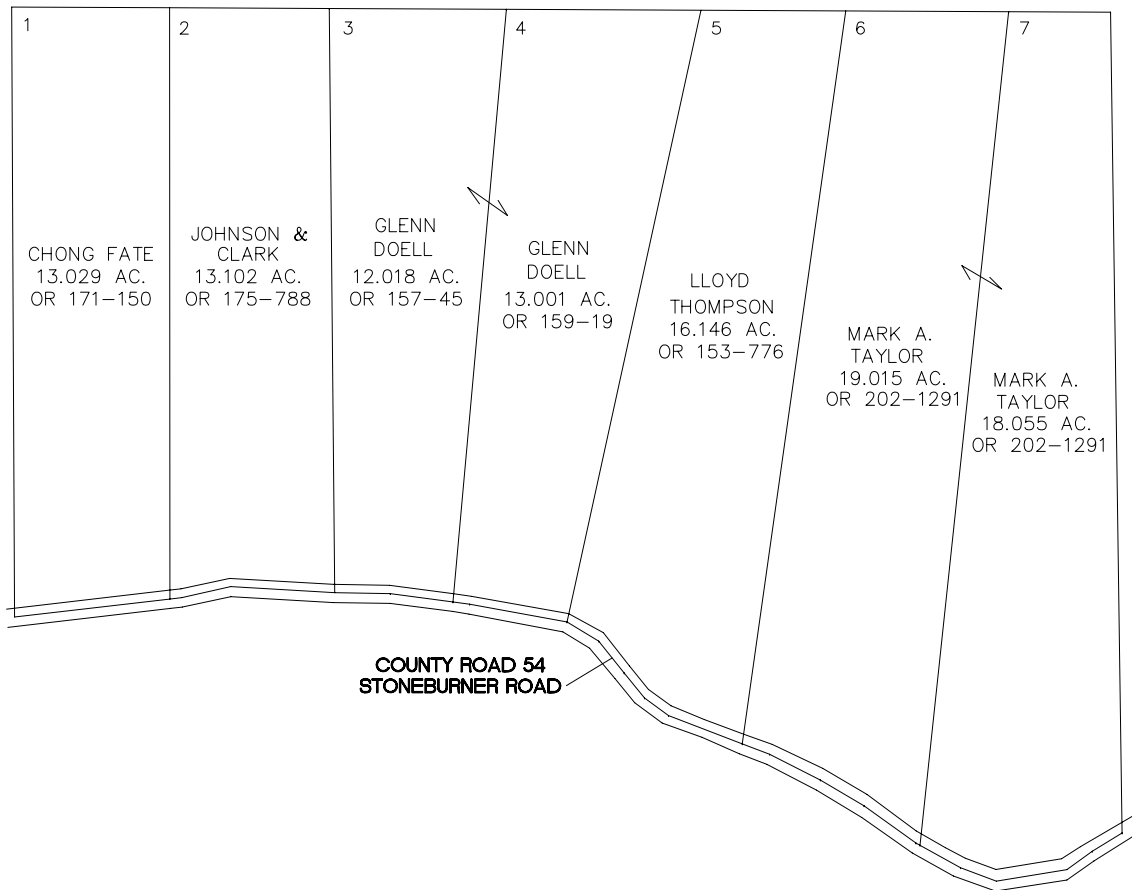 1
2
3
4
5
6
7
CHONG FATE
13.029 AC.
OR 171-150
JOHNSON &
CLARK
13.102 AC.
OR 175-788
GLENN
DOELL
12.018 AC.
OR 157-45
GLENN
DOELL
13.001 AC.
OR 159-19
LLOYD
THOMPSON
16.146 AC.
OR 153-776
MARK A.
TAYLOR
19.015 AC.
OR 202-1291
MARK A.
TAYLOR
18.055 AC.
OR 202-1291
COUNTY ROAD 54
STONEBURNER ROAD